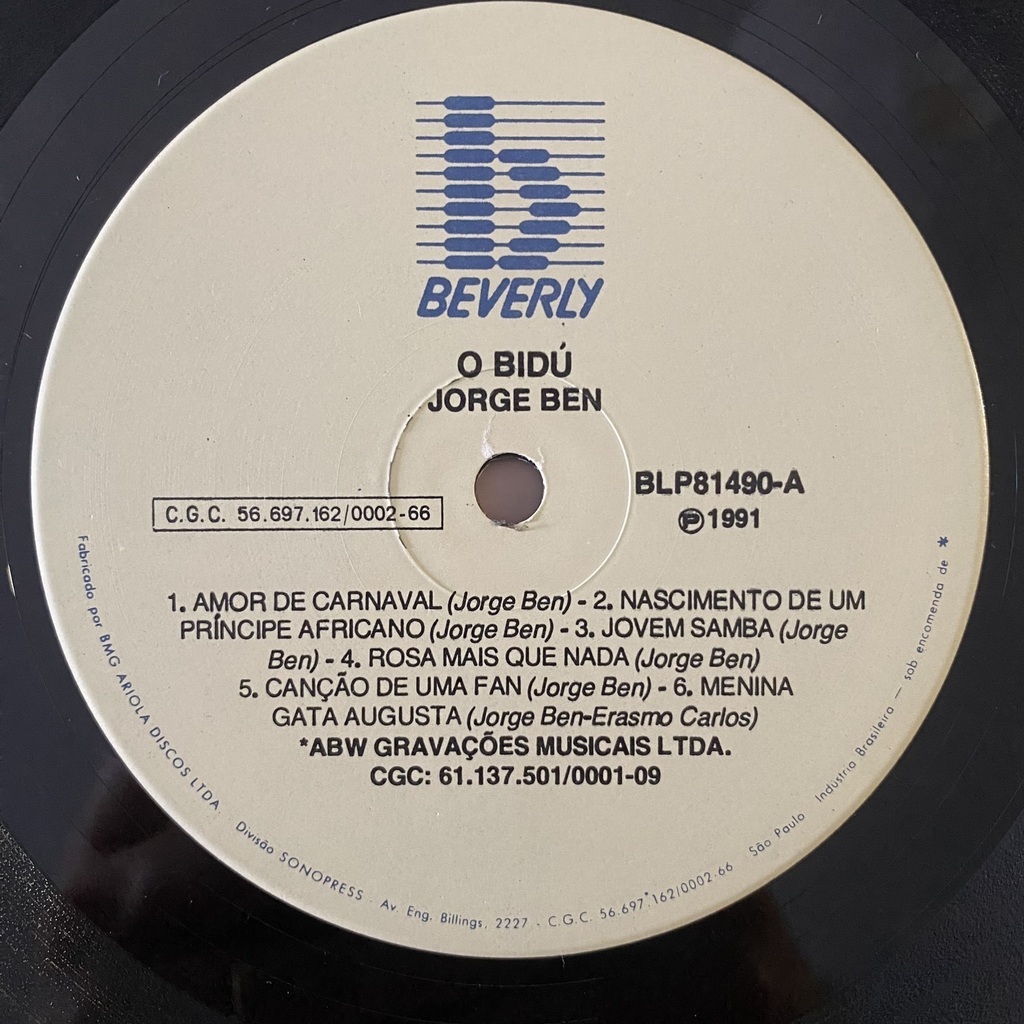 BEVERLY
O BIDÚ
JORGE BEN
BLP81490-A
C.G.C. 56.697.162/0002-66
Ⓟ1991
1. AMOR DE CARNAVAL (Jorge Ben) - 2. NASCIMENTO DE UM
PRÍNCIPE AFRICANO (Jorge Ben) - 3. JOVEM SAMBA (Jorge
Ben) - 4. ROSA MAIS QUE NADA (Jorge Ben)
5. CANÇÃO DE UMA FAN (Jorge Ben) - 6. MENINA
GATA AUGUSTA (Jorge Ben-Erasmo Carlos)
*ABW GRAVAÇÕES MUSICAIS LTDA.
CGC: 61.137.501/0001-09
Fabricado por BMG ARIOLA DISCOS LTDA. Divisão SONOPRESS - Av. Eng. Billings, 2227 - C.G.C. 56.697.162/0002-66 São Paulo Industria Brasileira — sob encomenda de *